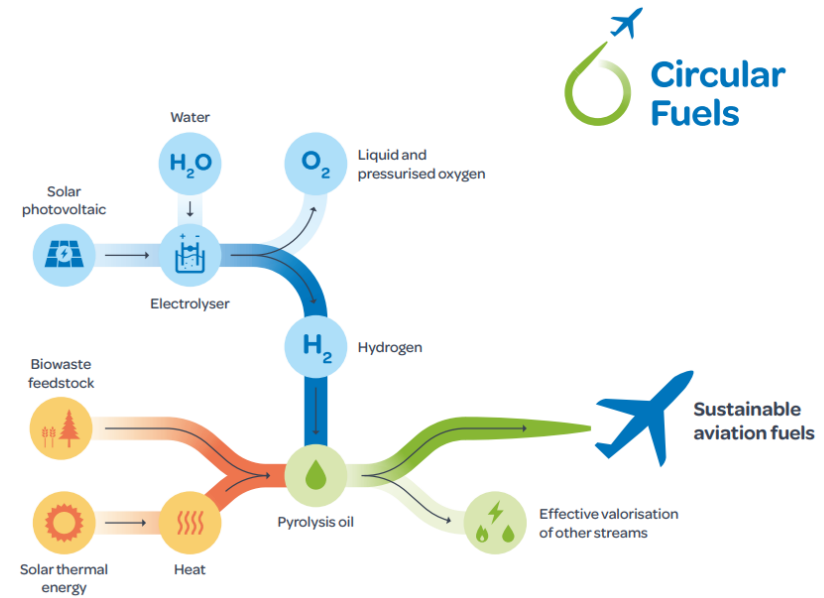 Circular
Fuels
Water
H₂O
O₂
Liquid and
pressurised oxygen
Solar
photovoltaic
+ -
Electrolyser
H₂
Hydrogen
Biowaste
feedstock
Sustainable
aviation fuels
Pyrolysis oil
Effective valorisation
of other streams
Solar thermal
energy
Heat